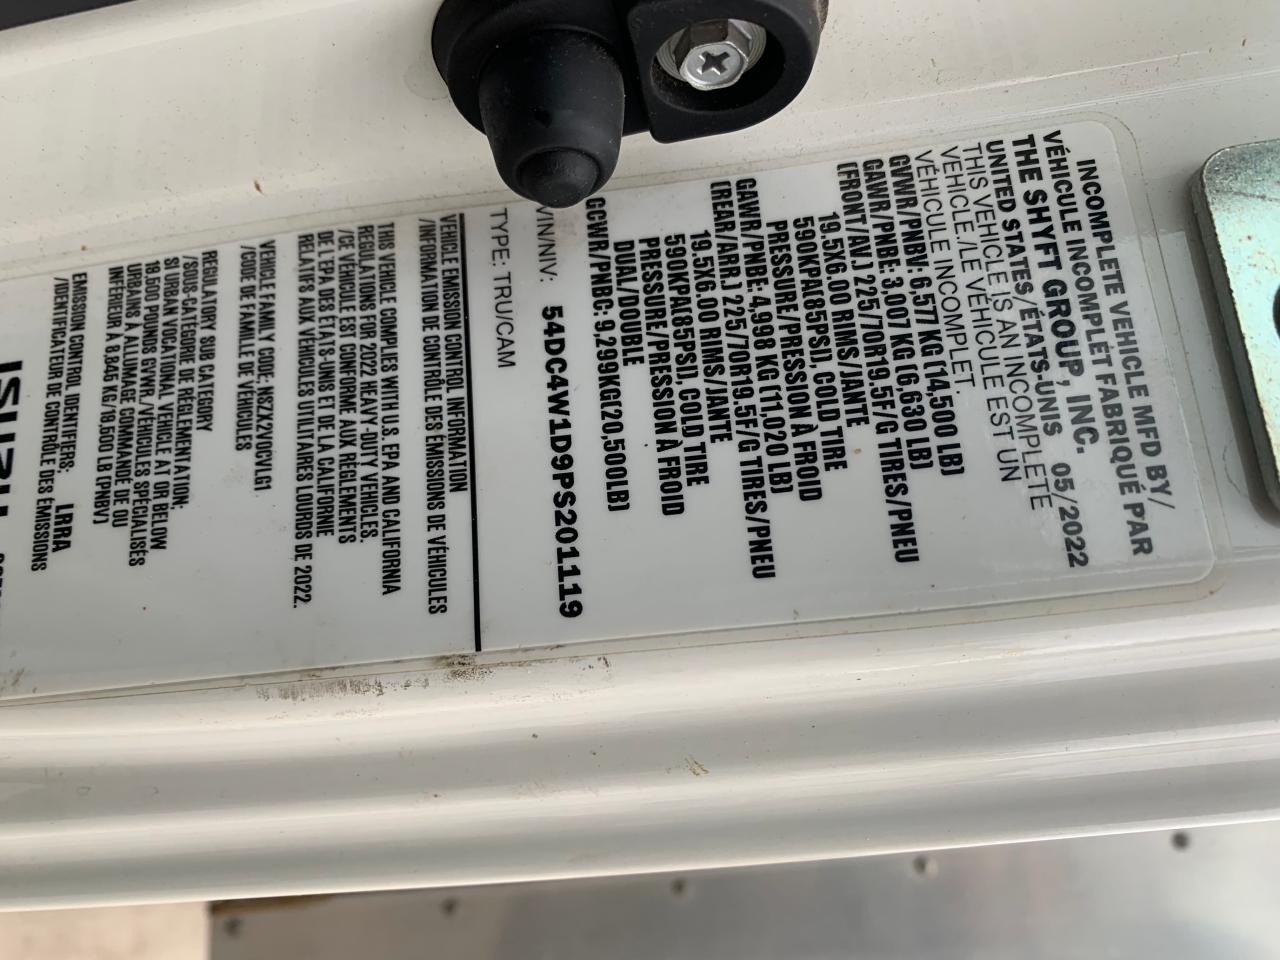 INCOMPLETE VEHICLE MFD BY/
VÉHICULE INCOMPLÉT FABRIQUÉ PAR
THE SHYFT GROUP, INC.
UNITED STATES/ÉTATS-UNIS 05/2022
THIS VEHICLE IS AN INCOMPLETE
VEHICLE./LE VÉHICULE EST UN
VÉHICULE INCOMPLET.
GVWR/PNBV: 6,577 KG (14,500 LB)
GAWR/PNBE: 3,007 KG (6,630 LB)
(FRONT/AV.) 225/70R19.5F/G TIRES/PNEU
19.5X6.00 RIMS/JANTE
590KPAL85PSI), COLD TIRE
PRESSURE/PRESSION À FROID
GAWR/PNBE: 4,998 KG (11,020 LB)
(REAR/ARR.) 225/70R19.5F/G TIRES/PNEU
19.5X6.00 RIMS/JANTE
590KPAL85PSI), COLD TIRE
PRESSURE/PRESSION À FROID
DUAL/DOUBLE
GCWR/PNBC: 9,299KG(20,500LB)
VIN/NIV: 54DC4W1D9PS201119
TYPE: TRU/CAM
VEHICLE EMISSION CONTROL INFORMATION
/INFORMATION DE CONTRÔLE DES ÉMISSIONS DE VÉHICULES
THIS VEHICLE COMPLIES WITH U.S. EPA AND CALIFORNIA
REGULATIONS FOR 2022 HEAVY-DUTY VEHICLES.
/CE VÉHICULE EST CONFORME AUX RÈGLEMENTS
DE L'EPA DES ÉTATS-UNIS ET DE LA CALIFORNIE
RELATIFS AUX VÉHICULES UTILITAIRES LOURDS DE 2022.
VEHICLE FAMILY CODE: NSZX2VOCVLG1
/CODE DE FAMILLE DE VÉHICULES
REGULATORY SUB CATEGORY
/SOUS-CATÉGORIE DE RÉGLEMENTATION:
SI URBAN VOCATIONAL VEHICLE AT OR BELOW
19,500 POUNDS GVWR./VÉHICULES SPÉCIALISÉS
URBAINS À ALLUMAGE COMMANDÉ DE OU
INFÉRIEUR À 8,845 KG/19,500 LB (PNBV)
EMISSION CONTROL IDENTIFIERS: LRRA
/IDENTIFICATEUR DE CONTRÔLE DES ÉMISSIONS
ISUZU